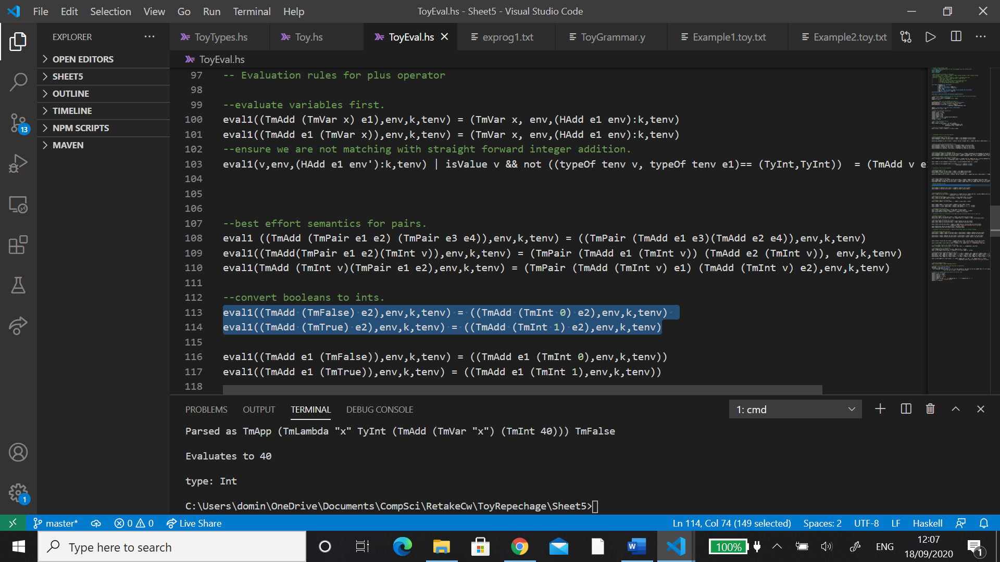 File Edit Selection View Go Run Terminal Help ToyEval.hs - Sheet5 - Visual Studio Code
EXPLORER
OPEN EDITORS
SHEET5
OUTLINE
TIMELINE
NPM SCRIPTS
MAVEN
13
1
ToyTypes.hs Toy.hs ToyEval.hs exprog1.txt ToyGrammar.y Example1.toy.txt Example2.toy.txt
ToyEval.hs
97 -- Evaluation rules for plus operator
98
99 --evaluate variables first.
100 eval1((TmAdd (TmVar x) e1),env,k,tenv) = (TmVar x, env,(HAdd e1 env):k,tenv)
101 eval1((TmAdd e1 (TmVar x)),env,k,tenv) = (TmVar x, env,(HAdd e1 env):k,tenv)
102 --ensure we are not matching with straight forward integer addition.
103 eval1(v,env,(HAdd e1 env'):k,tenv) | isValue v && not ((typeOf tenv v, typeOf tenv e1)== (TyInt,TyInt))  = (TmAdd v e
104
105
106
107 --best effort semantics for pairs.
108 eval1 ((TmAdd (TmPair e1 e2) (TmPair e3 e4)),env,k,tenv) = ((TmPair (TmAdd e1 e3)(TmAdd e2 e4)),env,k,tenv)
109 eval1((TmAdd(TmPair e1 e2)(TmInt v)),env,k,tenv) = (TmPair (TmAdd e1 (TmInt v)) (TmAdd e2 (TmInt v)), env,k,tenv)
110 eval1(TmAdd (TmInt v)(TmPair e1 e2),env,k,tenv) = (TmPair (TmAdd (TmInt v) e1) (TmAdd (TmInt v) e2),env,k,tenv)
111
112 --convert booleans to ints.
113 eval1((TmAdd (TmFalse) e2),env,k,tenv) = ((TmAdd (TmInt 0) e2),env,k,tenv)
114 eval1((TmAdd (TmTrue) e2),env,k,tenv) = ((TmAdd (TmInt 1) e2),env,k,tenv)
115
116 eval1((TmAdd e1 (TmFalse)),env,k,tenv) = ((TmAdd e1 (TmInt 0),env,k,tenv))
117 eval1((TmAdd e1 (TmTrue)),env,k,tenv) = ((TmAdd e1 (TmInt 1),env,k,tenv))
118
PROBLEMS OUTPUT TERMINAL DEBUG CONSOLE 1: cmd
Parsed as TmApp (TmLambda "x" TyInt (TmAdd (TmVar "x") (TmInt 40))) TmFalse
Evaluates to 40
type: Int
C:\Users\domin\OneDrive\Documents\CompSci\RetakeCw\ToyRepechage\Sheet5>
master* 0 0 Live Share Ln 114, Col 74 (149 selected) Spaces: 2 UTF-8 LF Haskell
Type here to search 100% ENG 12:07
18/09/2020 1